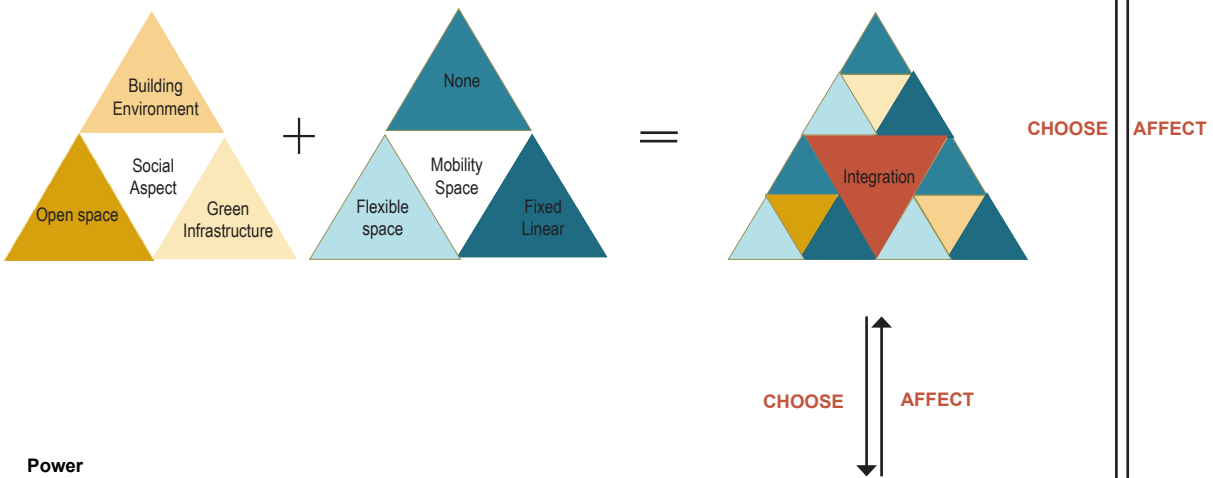 Building
Environment
Social
Aspect
Open space
Green
Infrastructure
+
None
Mobility
Space
Flexible
space
Fixed
Linear
=
Integration
CHOOSE
AFFECT
CHOOSE
AFFECT
Power